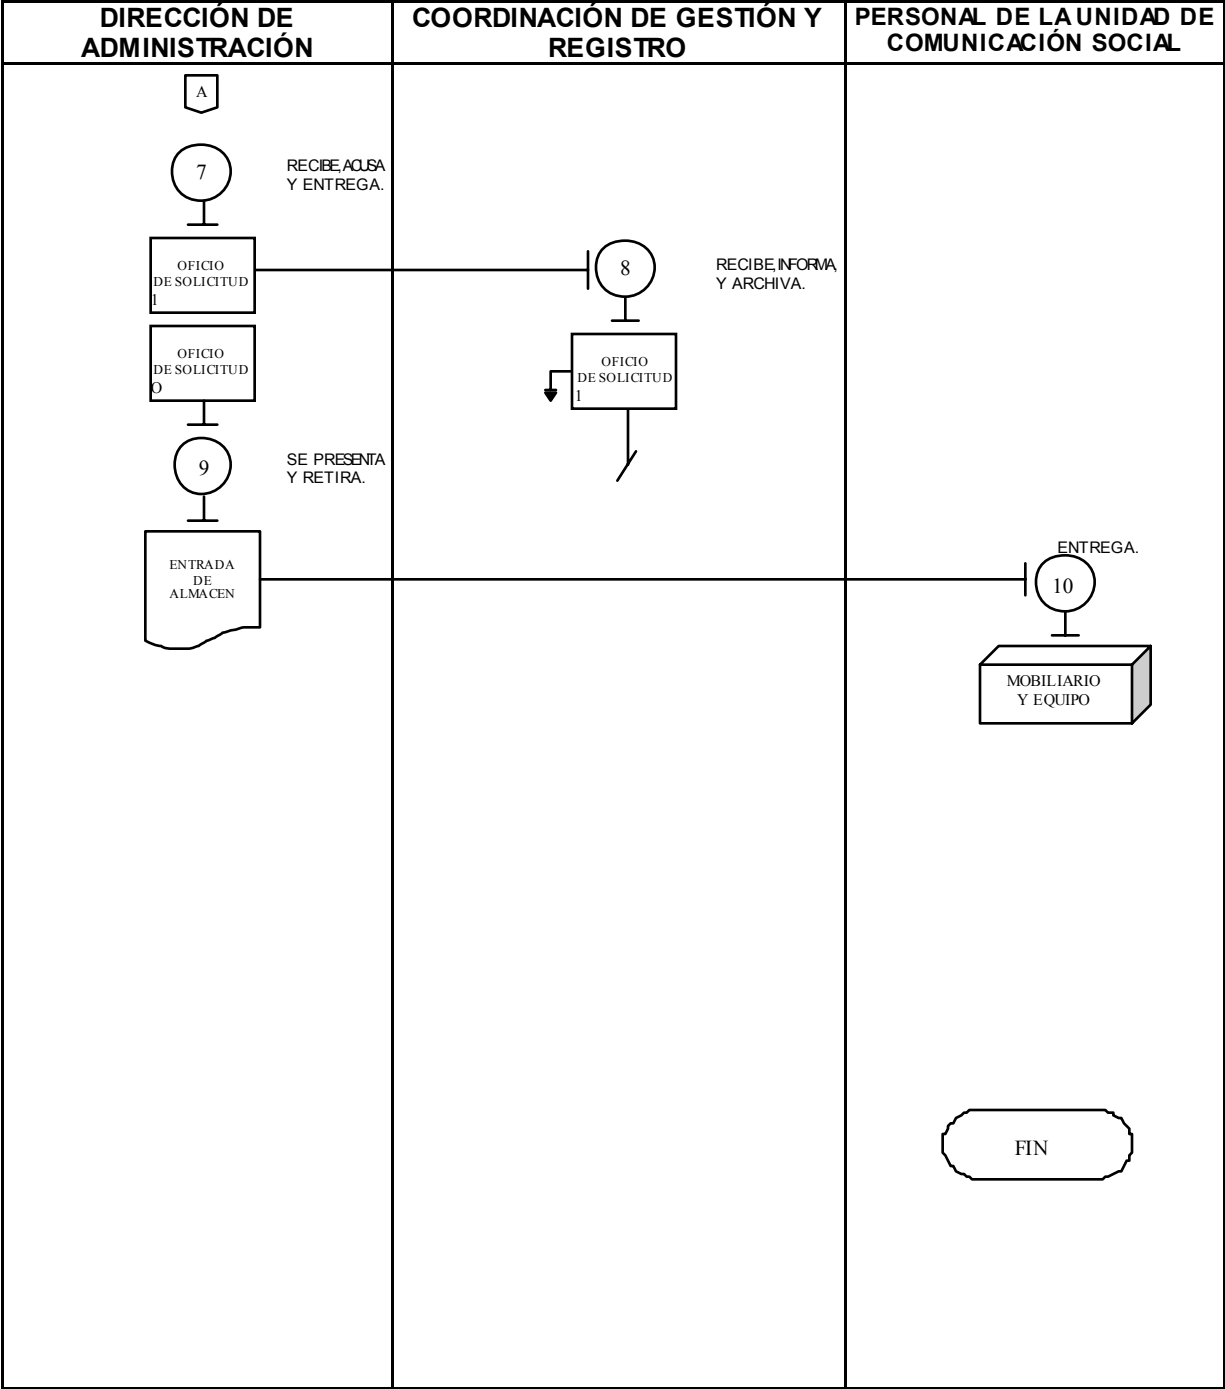 DIRECCIÓN DE
ADMINISTRACIÓN
COORDINACIÓN DE GESTIÓN Y
REGISTRO
PERSONAL DE LA UNIDAD DE
COMUNICACIÓN SOCIAL
A
7
RECIBE, ACUSA
Y ENTREGA.
OFICIO
DE SOLICITUD
1
8
RECIBE, INFORMA,
Y ARCHIVA.
OFICIO
DE SOLICITUD
O
OFICIO
DE SOLICITUD
1
9
SE PRESENTA
Y RETIRA.
ENTRADA
DE
ALMACEN
ENTREGA.
10
MOBILIARIO
Y EQUIPO
FIN